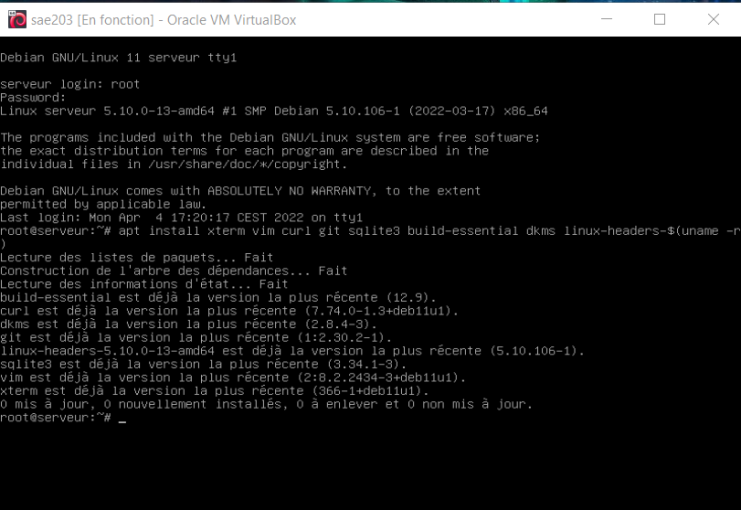 sae203 [En fonction] - Oracle VM VirtualBox
Debian GNU/Linux 11 serveur tty1
serveur login: root
Password:
Linux serveur 5.10.0-13-amd64 #1 SMP Debian 5.10.106-1 (2022-03-17) x86_64
The programs included with the Debian GNU/Linux system are free software;
the exact distribution terms for each program are described in the
individual files in /usr/share/doc/*/copyright.
Debian GNU/Linux comes with ABSOLUTELY NO WARRANTY, to the extent
permitted by applicable law.
Last login: Mon Apr  4 17:20:17 CEST 2022 on tty1
root@serveur:~# apt install xterm vim curl git sqlite3 build-essential dkms linux-headers-$(uname -r
)
Lecture des listes de paquets... Fait
Construction de l'arbre des dépendances... Fait
Lecture des informations d'état... Fait
build-essential est déjà la version la plus récente (12.9).
curl est déjà la version la plus récente (7.74.0-1.3+deb11u1).
dkms est déjà la version la plus récente (2.8.4-3).
git est déjà la version la plus récente (1:2.30.2-1).
linux-headers-5.10.0-13-amd64 est déjà la version la plus récente (5.10.106-1).
sqlite3 est déjà la version la plus récente (3.34.1-3).
vim est déjà la version la plus récente (2:8.2.2434-3+deb11u1).
xterm est déjà la version la plus récente (366-1+deb11u1).
0 mis à jour, 0 nouvellement installés, 0 à enlever et 0 non mis à jour.
root@serveur:~# _